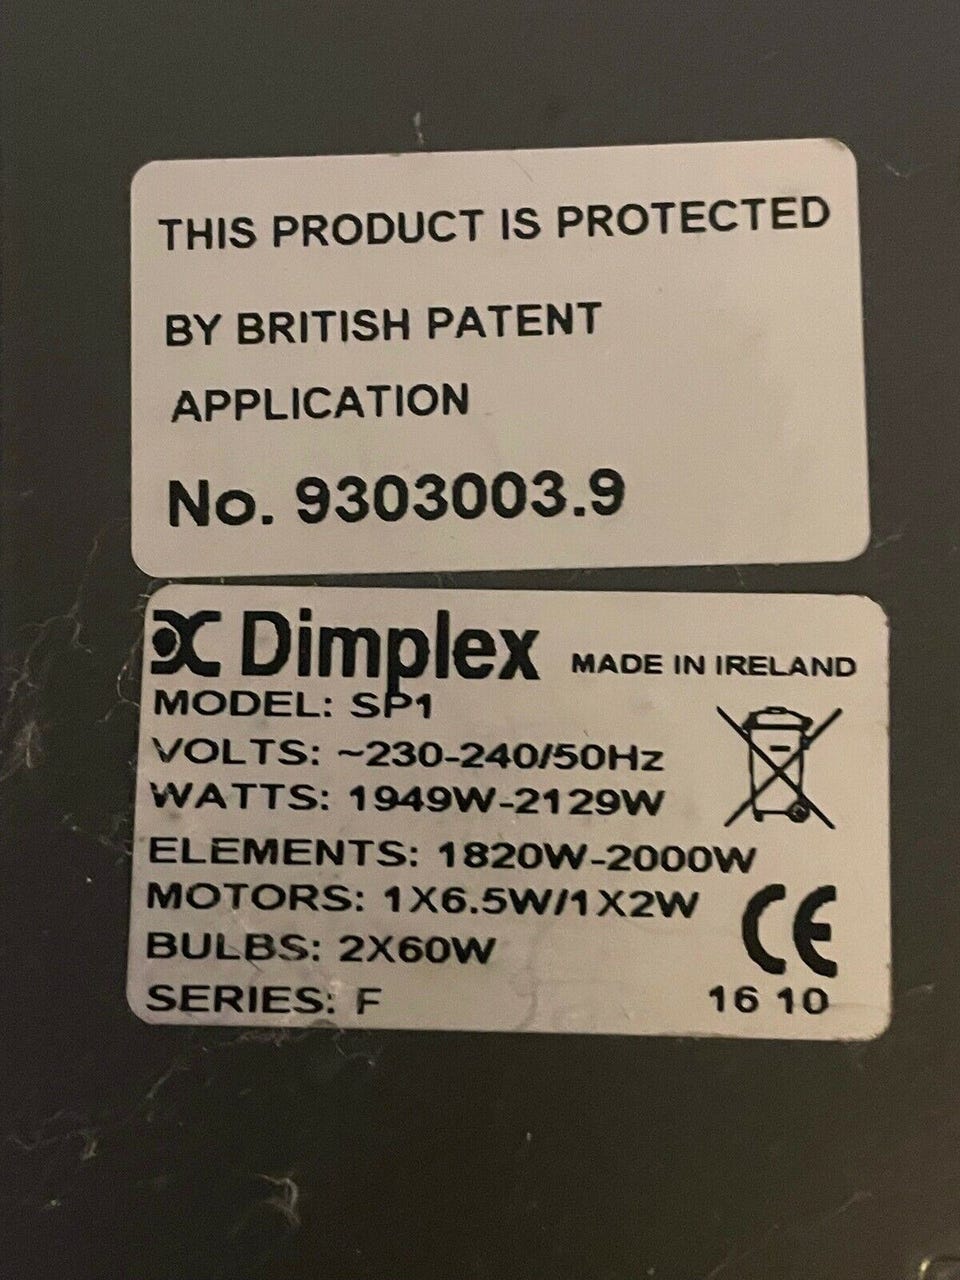 THIS PRODUCT IS PROTECTED
BY BRITISH PATENT
APPLICATION
No. 9303003.9
Dimplex MADE IN IRELAND
MODEL: SP1
VOLTS: ~230-240/50Hz
WATTS: 1949W-2129W
ELEMENTS: 1820W-2000W
MOTORS: 1X6.5W/1X2W
BULBS: 2X60W
CE
SERIES: F
16 10